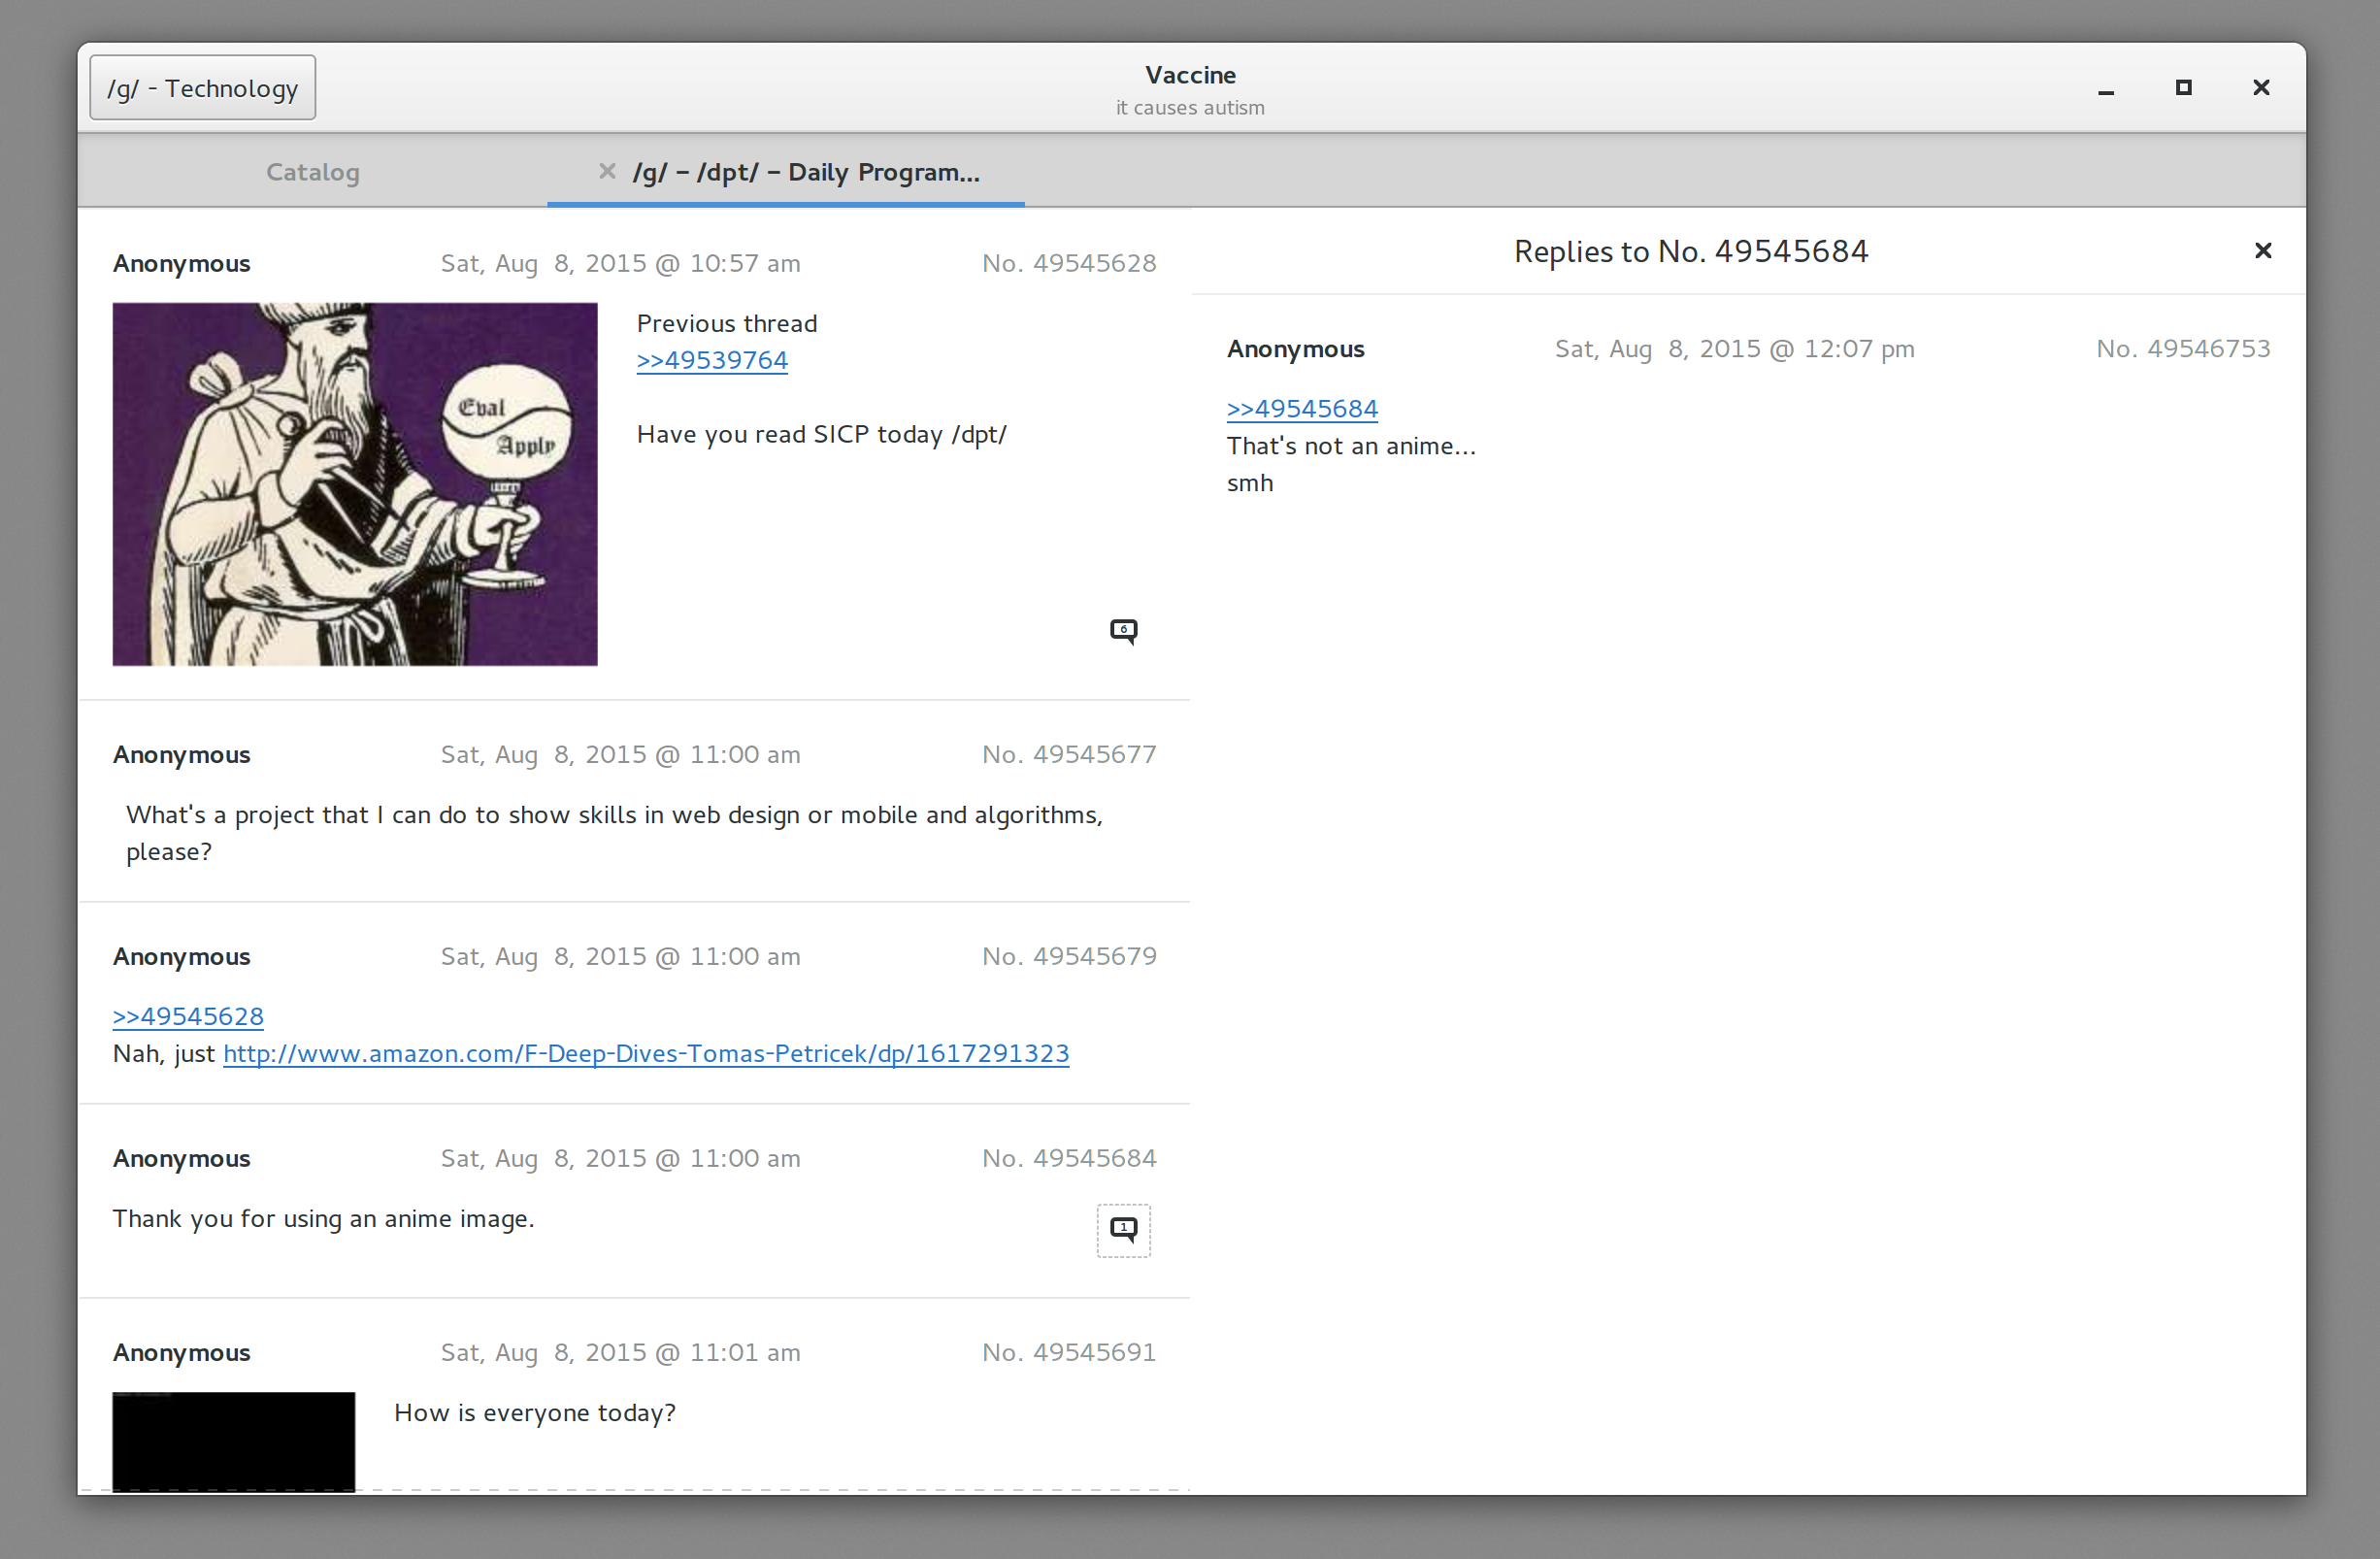 /g/ - Technology
Vaccine
it causes autism
Catalog
/g/ – /dpt/ – Daily Program...
Anonymous Sat, Aug 8, 2015 @ 10:57 am No. 49545628
Eval
Apply
Previous thread
>>49539764
Have you read SICP today /dpt/
6
Anonymous Sat, Aug 8, 2015 @ 11:00 am No. 49545677
What's a project that I can do to show skills in web design or mobile and algorithms,
please?
Anonymous Sat, Aug 8, 2015 @ 11:00 am No. 49545679
>>49545628
Nah, just http://www.amazon.com/F-Deep-Dives-Tomas-Petricek/dp/1617291323
Anonymous Sat, Aug 8, 2015 @ 11:00 am No. 49545684
Thank you for using an anime image.
1
Anonymous Sat, Aug 8, 2015 @ 11:01 am No. 49545691
How is everyone today?
Replies to No. 49545684
Anonymous Sat, Aug 8, 2015 @ 12:07 pm No. 49546753
>>49545684
That's not an anime...
smh